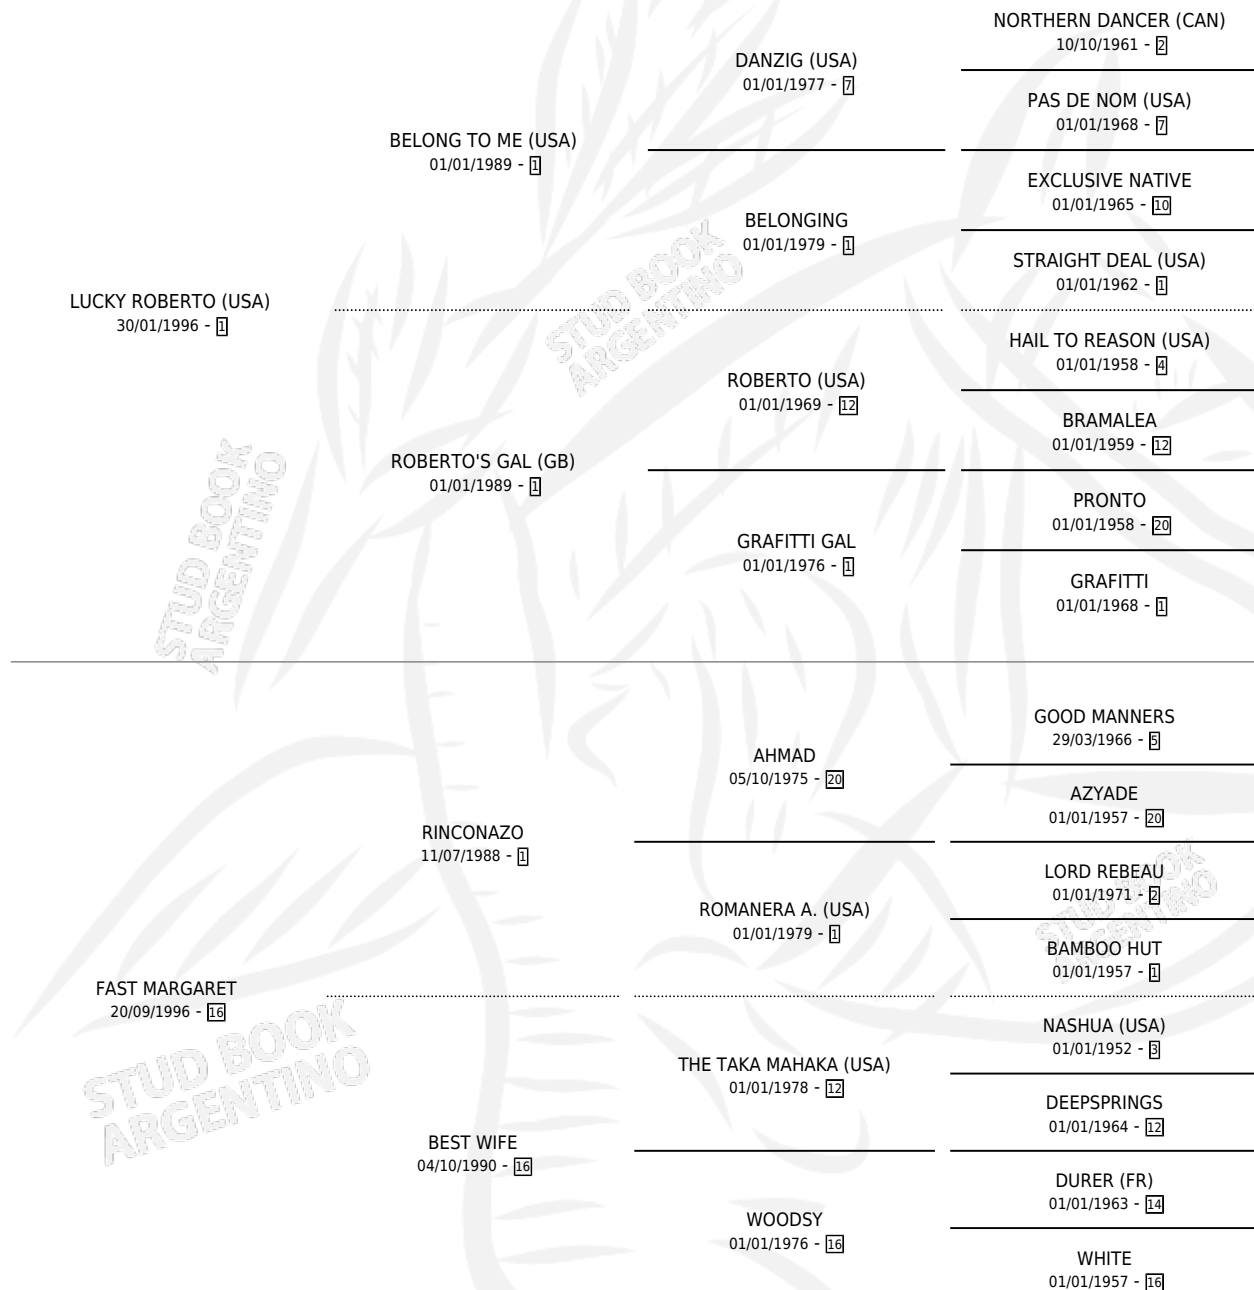 NORTHERN DANCER (CAN)
10/10/1961 - 2
DANZIG (USA)
01/01/1977 - 7
PAS DE NOM (USA)
01/01/1968 - 7
BELONG TO ME (USA)
01/01/1989 - 1
EXCLUSIVE NATIVE
01/01/1965 - 10
BELONGING
01/01/1979 - 1
STRAIGHT DEAL (USA)
01/01/1962 - 1
LUCKY ROBERTO (USA)
30/01/1996 - 1
STUD BOOK
ARGENTINO
HAIL TO REASON (USA)
01/01/1958 - 4
ROBERTO (USA)
01/01/1969 - 12
BRAMALEA
01/01/1959 - 12
ROBERTO'S GAL (GB)
01/01/1989 - 1
PRONTO
01/01/1958 - 20
GRAFITTI GAL
01/01/1976 - 1
GRAFITTI
01/01/1968 - 1
STUD BOOK
ARGENTINO
GOOD MANNERS
29/03/1966 - 5
AHMAD
05/10/1975 - 20
AZYADE
01/01/1957 - 20
RINCONAZO
11/07/1988 - 1
LORD REBEAU
01/01/1971 - 2
ROMANERA A. (USA)
01/01/1979 - 1
BAMBOO HUT
01/01/1957 - 1
STUD BOOK
ARGENTINO
FAST MARGARET
20/09/1996 - 16
NASHUA (USA)
01/01/1952 - 3
THE TAKA MAHAKA (USA)
01/01/1978 - 12
DEEPSPRINGS
01/01/1964 - 12
STUD BOOK
ARGENTINO
BEST WIFE
04/10/1990 - 16
DURER (FR)
01/01/1963 - 14
WOODSY
01/01/1976 - 16
WHITE
01/01/1957 - 16